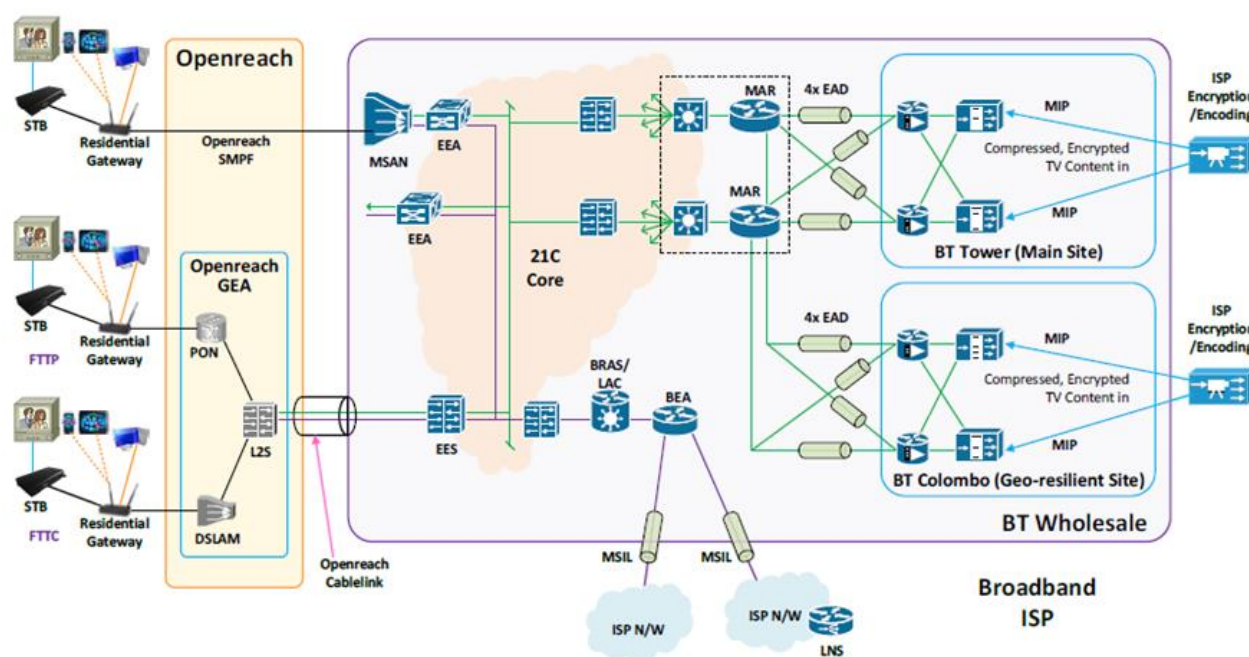 STB
Residential
Gateway
Openreach
Openreach
SMPF
MSAN
EEA
EEA
21C
Core
MAR
MAR
4x EAD
MIP
Compressed, Encrypted
TV Content in
MIP
BT Tower (Main Site)
ISP
Encryption
/Encoding
STB
FTTP
Residential
Gateway
Openreach
GEA
PON
L2S
DSLAM
STB
FTTC
Residential
Gateway
Openreach
Cablelink
EES
BRAS/
LAC
BEA
4x EAD
MIP
Compressed, Encrypted
TV Content in
MIP
BT Colombo (Geo-resilient Site)
ISP
Encryption
/Encoding
BT Wholesale
MSIL
MSIL
ISP N/W
ISP N/W
LNS
Broadband
ISP